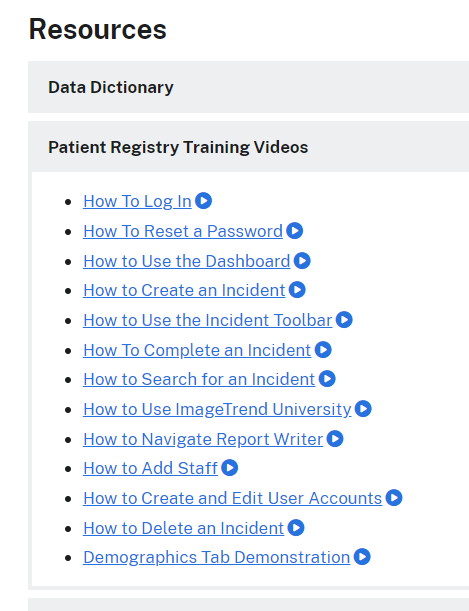 Resources
Data Dictionary
Patient Registry Training Videos
How To Log In
How To Reset a Password
How to Use the Dashboard
How to Create an Incident
How to Use the Incident Toolbar
How To Complete an Incident
How to Search for an Incident
How to Use ImageTrend University
How to Navigate Report Writer
How to Add Staff
How to Create and Edit User Accounts
How to Delete an Incident
Demographics Tab Demonstration